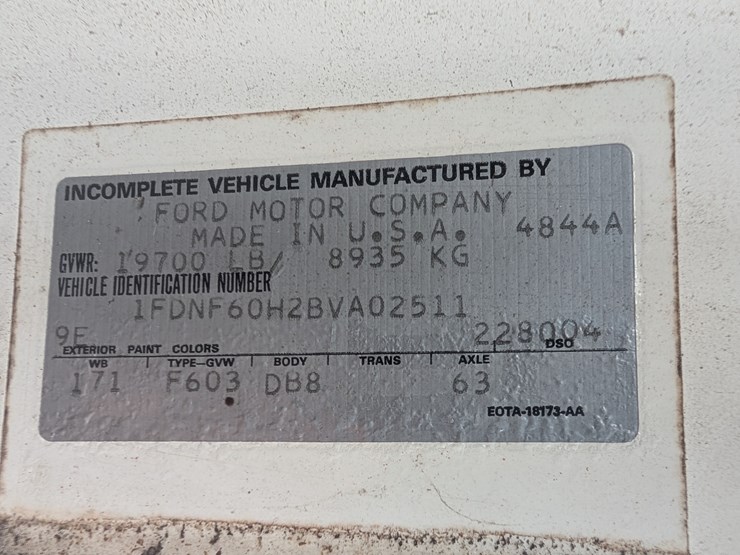 INCOMPLETE VEHICLE MANUFACTURED BY
FORD MOTOR COMPANY
MADE IN U.S.A. 4844A
GVWR: 19700 LB/ 8935 KG
VEHICLE IDENTIFICATION NUMBER
1FDNF60H2BVA02511
9E 228004
EXTERIOR PAINT COLORS DSO
WB TYPE-GVW BODY TRANS AXLE
171 F603 DB8 63
EOTA-18173-AA